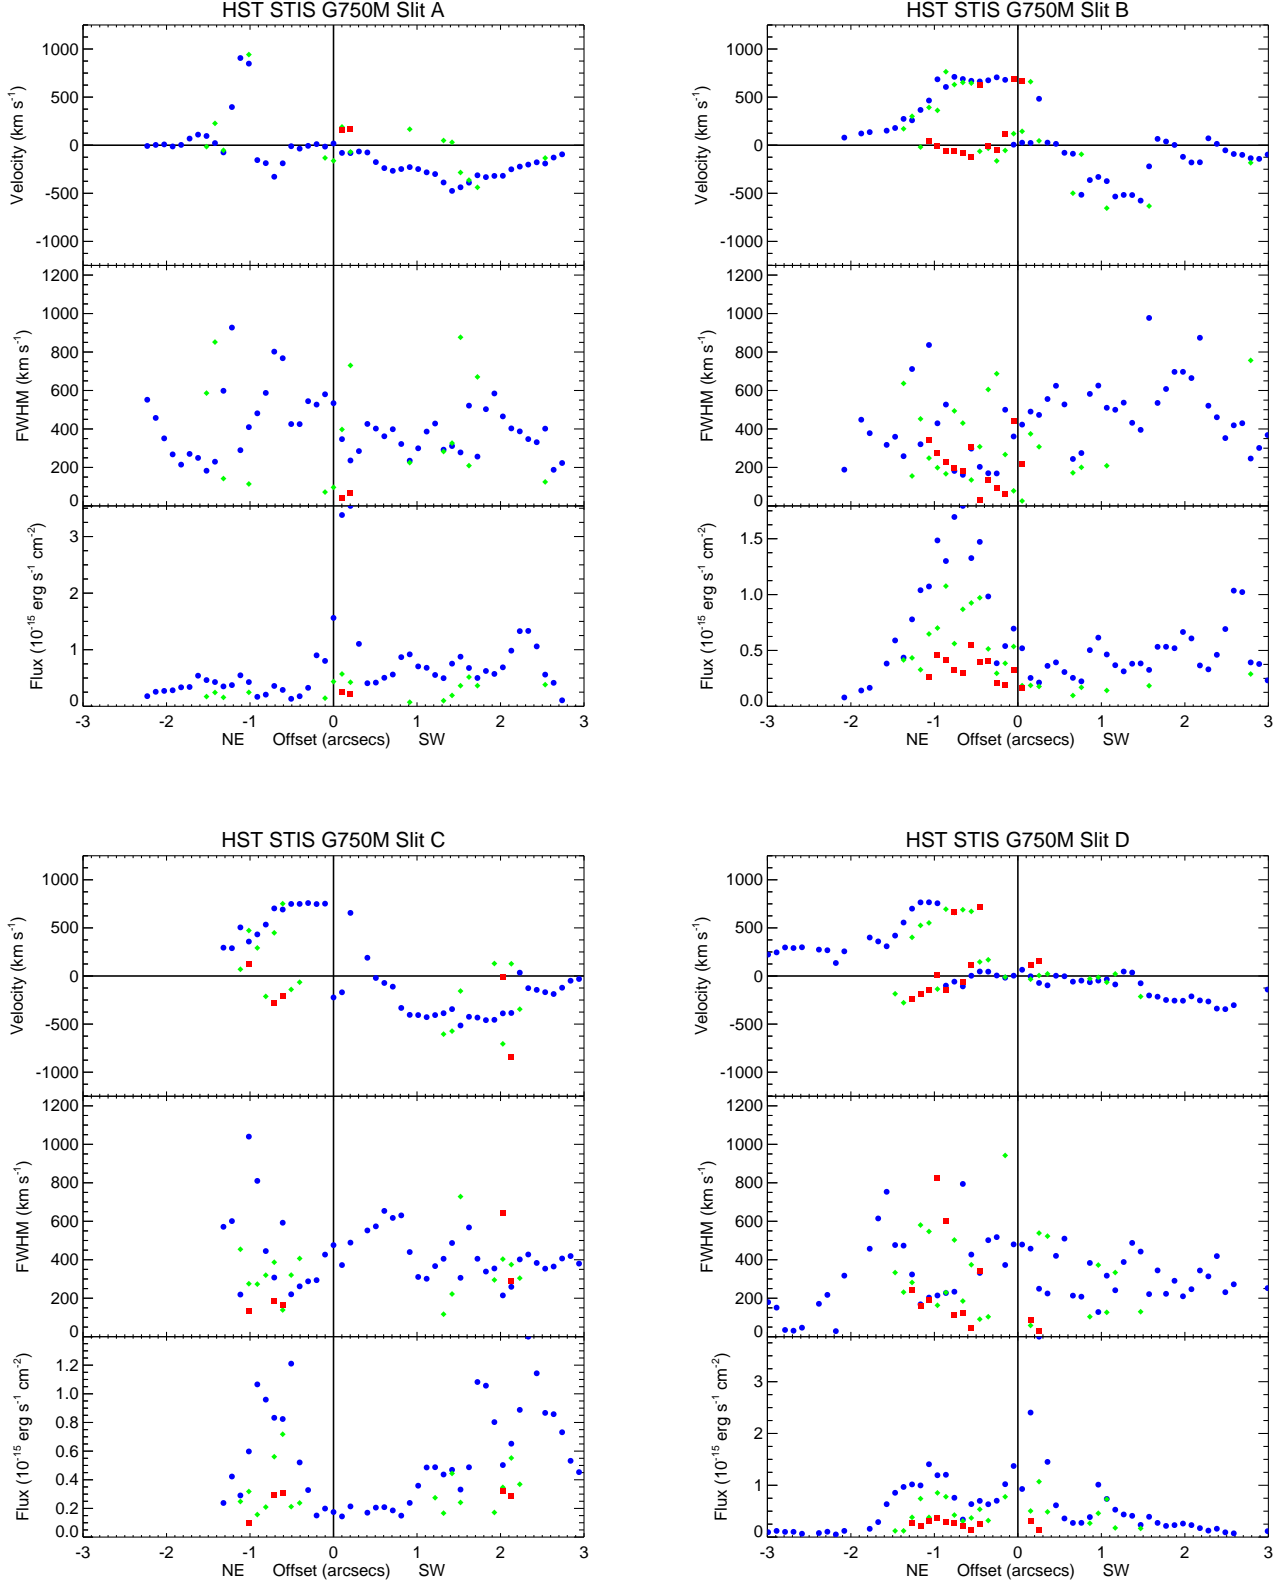 HST STIS G750M Slit A
1000
500
0
-500
-1000
Velocity (km s-1)
1200
1000
800
600
400
200
0
FWHM (km s-1)
3
2
1
0
Flux (10-15 erg s-1 cm-2)
-3 -2 -1 0 1 2 3
NE Offset (arcsecs) SW
HST STIS G750M Slit B
1000
500
0
-500
-1000
Velocity (km s-1)
1200
1000
800
600
400
200
0
FWHM (km s-1)
1.5
1.0
0.5
0.0
Flux (10-15 erg s-1 cm-2)
-3 -2 -1 0 1 2 3
NE Offset (arcsecs) SW
HST STIS G750M Slit C
1000
500
0
-500
-1000
Velocity (km s-1)
1200
1000
800
600
400
200
0
FWHM (km s-1)
1.2
1.0
0.8
0.6
0.4
0.2
0.0
Flux (10-15 erg s-1 cm-2)
-3 -2 -1 0 1 2 3
NE Offset (arcsecs) SW
HST STIS G750M Slit D
1000
500
0
-500
-1000
Velocity (km s-1)
1200
1000
800
600
400
200
0
FWHM (km s-1)
3
2
1
0
Flux (10-15 erg s-1 cm-2)
-3 -2 -1 0 1 2 3
NE Offset (arcsecs) SW